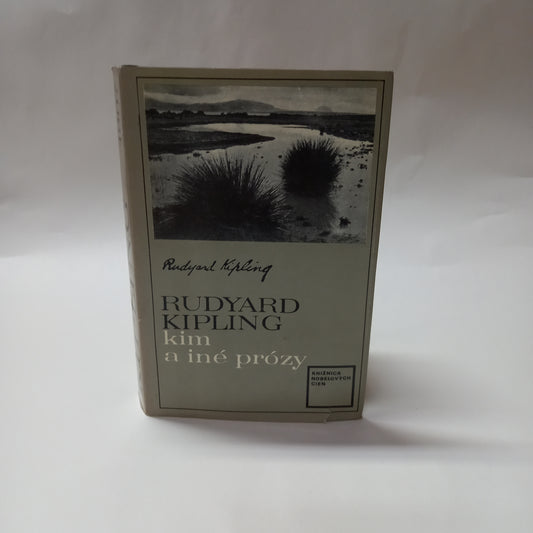 Rudyard Kipling
RUDYARD
KIPLING
kim
a iné prózy
KNIŽNICA
NOBELOVÝCH
CIEN